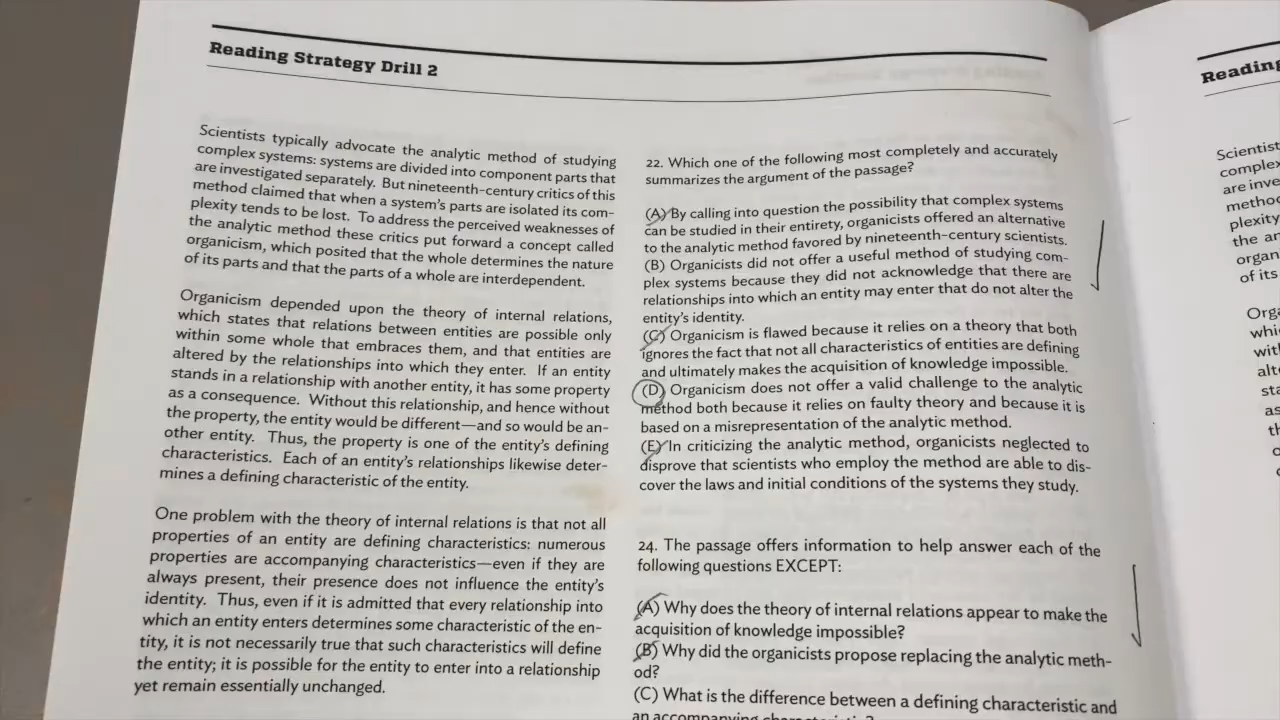 Reading Strategy Drill 2
Scientists typically advocate the analytic method of studying
complex systems: systems are divided into component parts that
are investigated separately. But nineteenth-century critics of this
method claimed that when a system's parts are isolated its com-
plexity tends to be lost. To address the perceived weaknesses of
the analytic method these critics put forward a concept called
organicism, which posited that the whole determines the nature
of its parts and that the parts of a whole are interdependent.
Organicism depended upon the theory of internal relations,
which states that relations between entities are possible only
within some whole that embraces them, and that entities are
altered by the relationships into which they enter. If an entity
stands in a relationship with another entity, it has some property
as a consequence. Without this relationship, and hence without
the property, the entity would be different—and so would be an-
other entity. Thus, the property is one of the entity's defining
characteristics. Each of an entity's relationships likewise deter-
mines a defining characteristic of the entity.
One problem with the theory of internal relations is that not all
properties of an entity are defining characteristics: numerous
properties are accompanying characteristics—even if they are
always present, their presence does not influence the entity's
identity. Thus, even if it is admitted that every relationship into
which an entity enters determines some characteristic of the en-
tity, it is not necessarily true that such characteristics will define
the entity; it is possible for the entity to enter into a relationship
yet remain essentially unchanged.
22. Which one of the following most completely and accurately
summarizes the argument of the passage?
(A) By calling into question the possibility that complex systems
can be studied in their entirety, organicists offered an alternative
to the analytic method favored by nineteenth-century scientists.
(B) Organicists did not offer a useful method of studying com-
plex systems because they did not acknowledge that there are
relationships into which an entity may enter that do not alter the
entity's identity.
(C) Organicism is flawed because it relies on a theory that both
ignores the fact that not all characteristics of entities are defining
and ultimately makes the acquisition of knowledge impossible.
(D) Organicism does not offer a valid challenge to the analytic
method both because it relies on faulty theory and because it is
based on a misrepresentation of the analytic method.
(E) In criticizing the analytic method, organicists neglected to
disprove that scientists who employ the method are able to dis-
cover the laws and initial conditions of the systems they study.
24. The passage offers information to help answer each of the
following questions EXCEPT:
(A) Why does the theory of internal relations appear to make the
acquisition of knowledge impossible?
(B) Why did the organicists propose replacing the analytic meth-
od?
(C) What is the difference between a defining characteristic and
an accompanying characteristic?
Reading
Scientist
comple
are inve
metho
plexity
the an
organ
of its
Orga
whi
wit
alt
sta
as